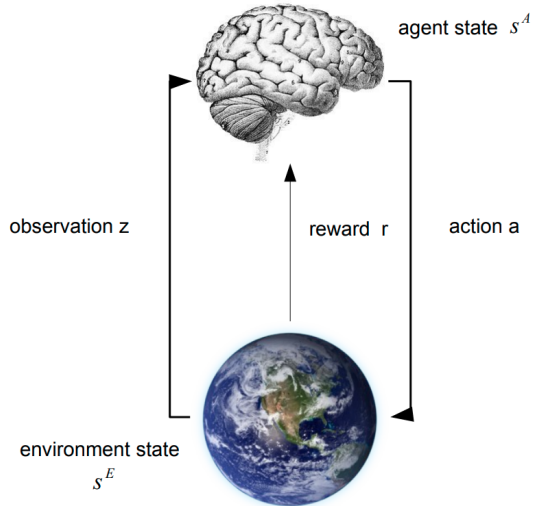 agent state s^A
observation z
reward r
action a
environment state
s^E